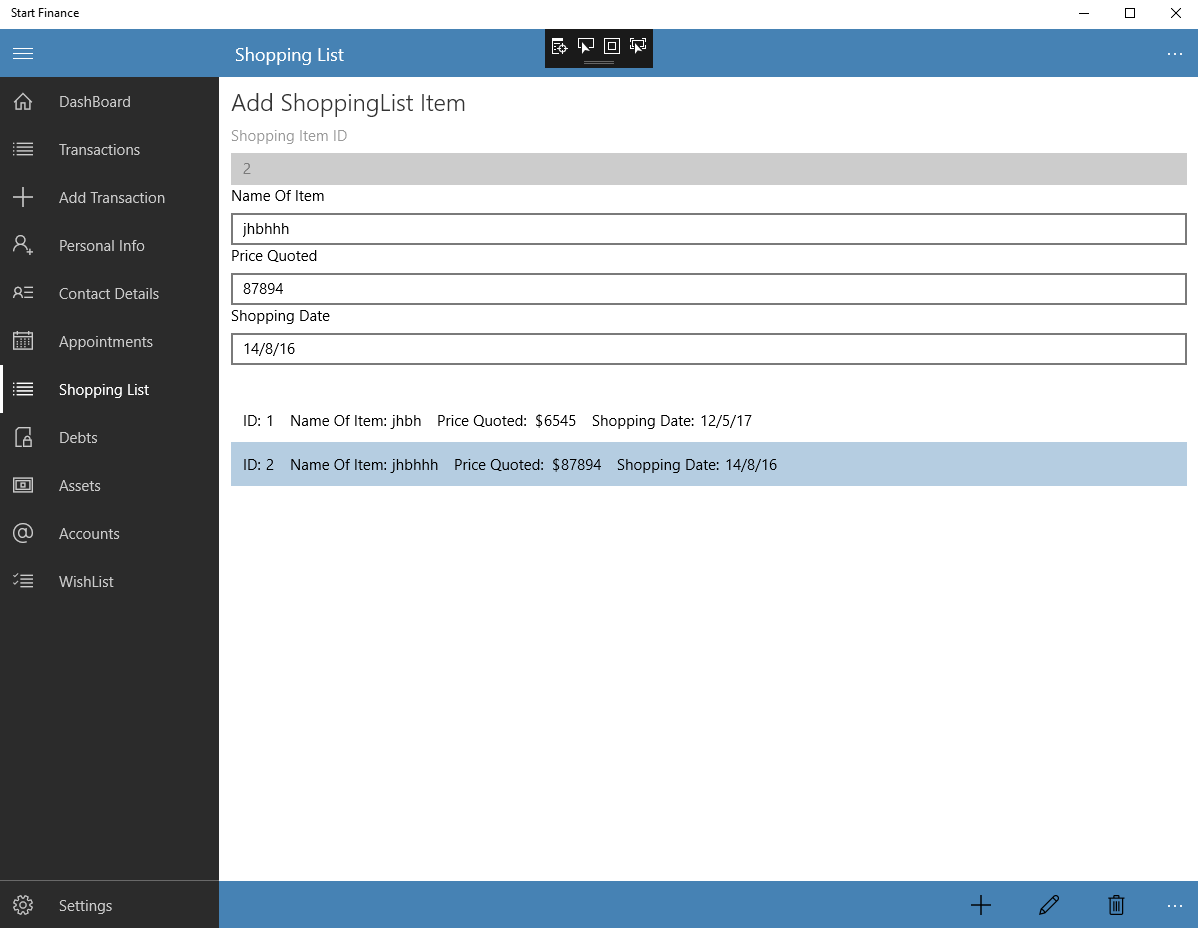 Start Finance
Shopping List
DashBoard
Transactions
Add Transaction
Personal Info
Contact Details
Appointments
Shopping List
Debts
Assets
Accounts
WishList
Settings
Add ShoppingList Item
Shopping Item ID
2
Name Of Item
jhbhhh
Price Quoted
87894
Shopping Date
14/8/16
ID: 1 Name Of Item: jhbh Price Quoted: $6545 Shopping Date: 12/5/17
ID: 2 Name Of Item: jhbhhh Price Quoted: $87894 Shopping Date: 14/8/16